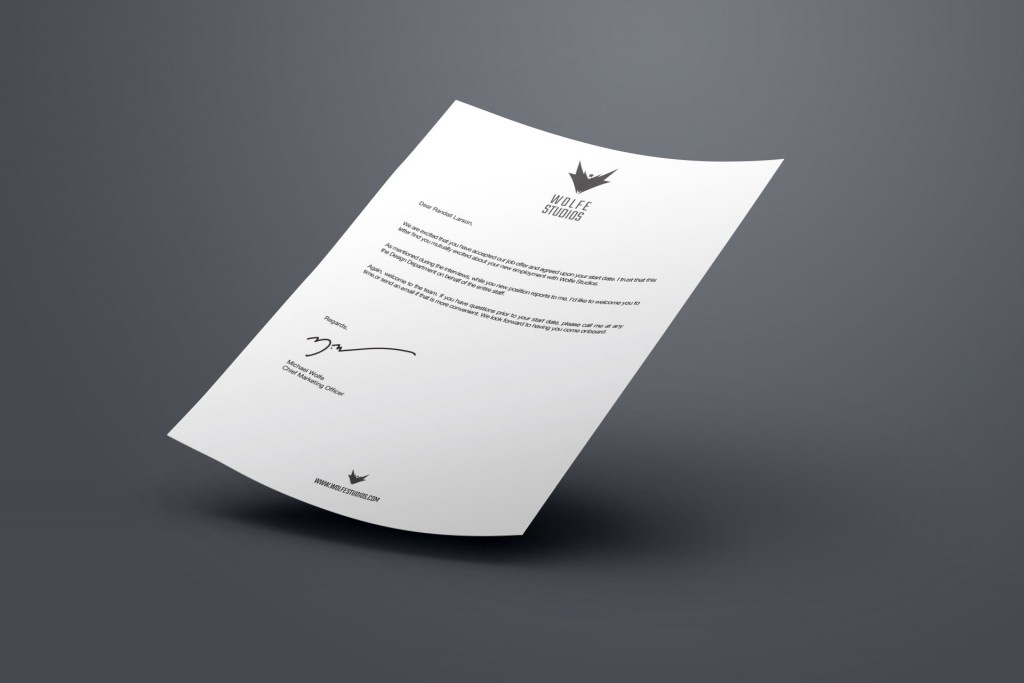 WOLFE
STUDIOS
Dear Randall Larson,
We are excited that you have accepted our job offer and agreed upon your start date. I trust that this
letter find you mutually excited about your new employment with Wolfe Studios.
As mentioned during the interviews, while you new position reports to me, I'd like to welcome you to
the Design Department on behalf of the entire staff.
Again, welcome to the team. If you have questions prior to your start date, please call me at any
time,or send an email if that is more convenient. We look forward to having you come onboard.
Regards,
Michael Wolfe
Chief Marketing Officer
WWW.WOLFESTUDIOS.COM